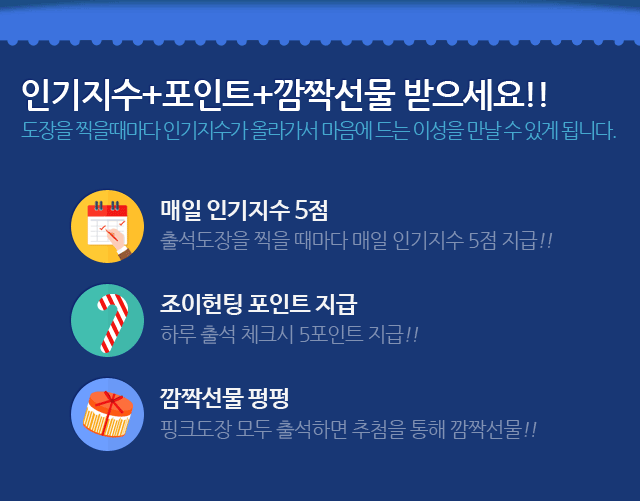 인기지수+포인트+깜짝선물 받으세요!!
도장을 찍을때마다 인기지수가 올라가서 마음에 드는 이성을 만날 수 있게 됩니다.
매일 인기지수 5점
출석도장을 찍을 때마다 매일 인기지수 5점 지급!!
조이헌팅 포인트 지급
하루 출석 체크시 5포인트 지급!!
깜짝선물 펑펑
핑크도장 모두 출석하면 추첨을 통해 깜짝선물!!